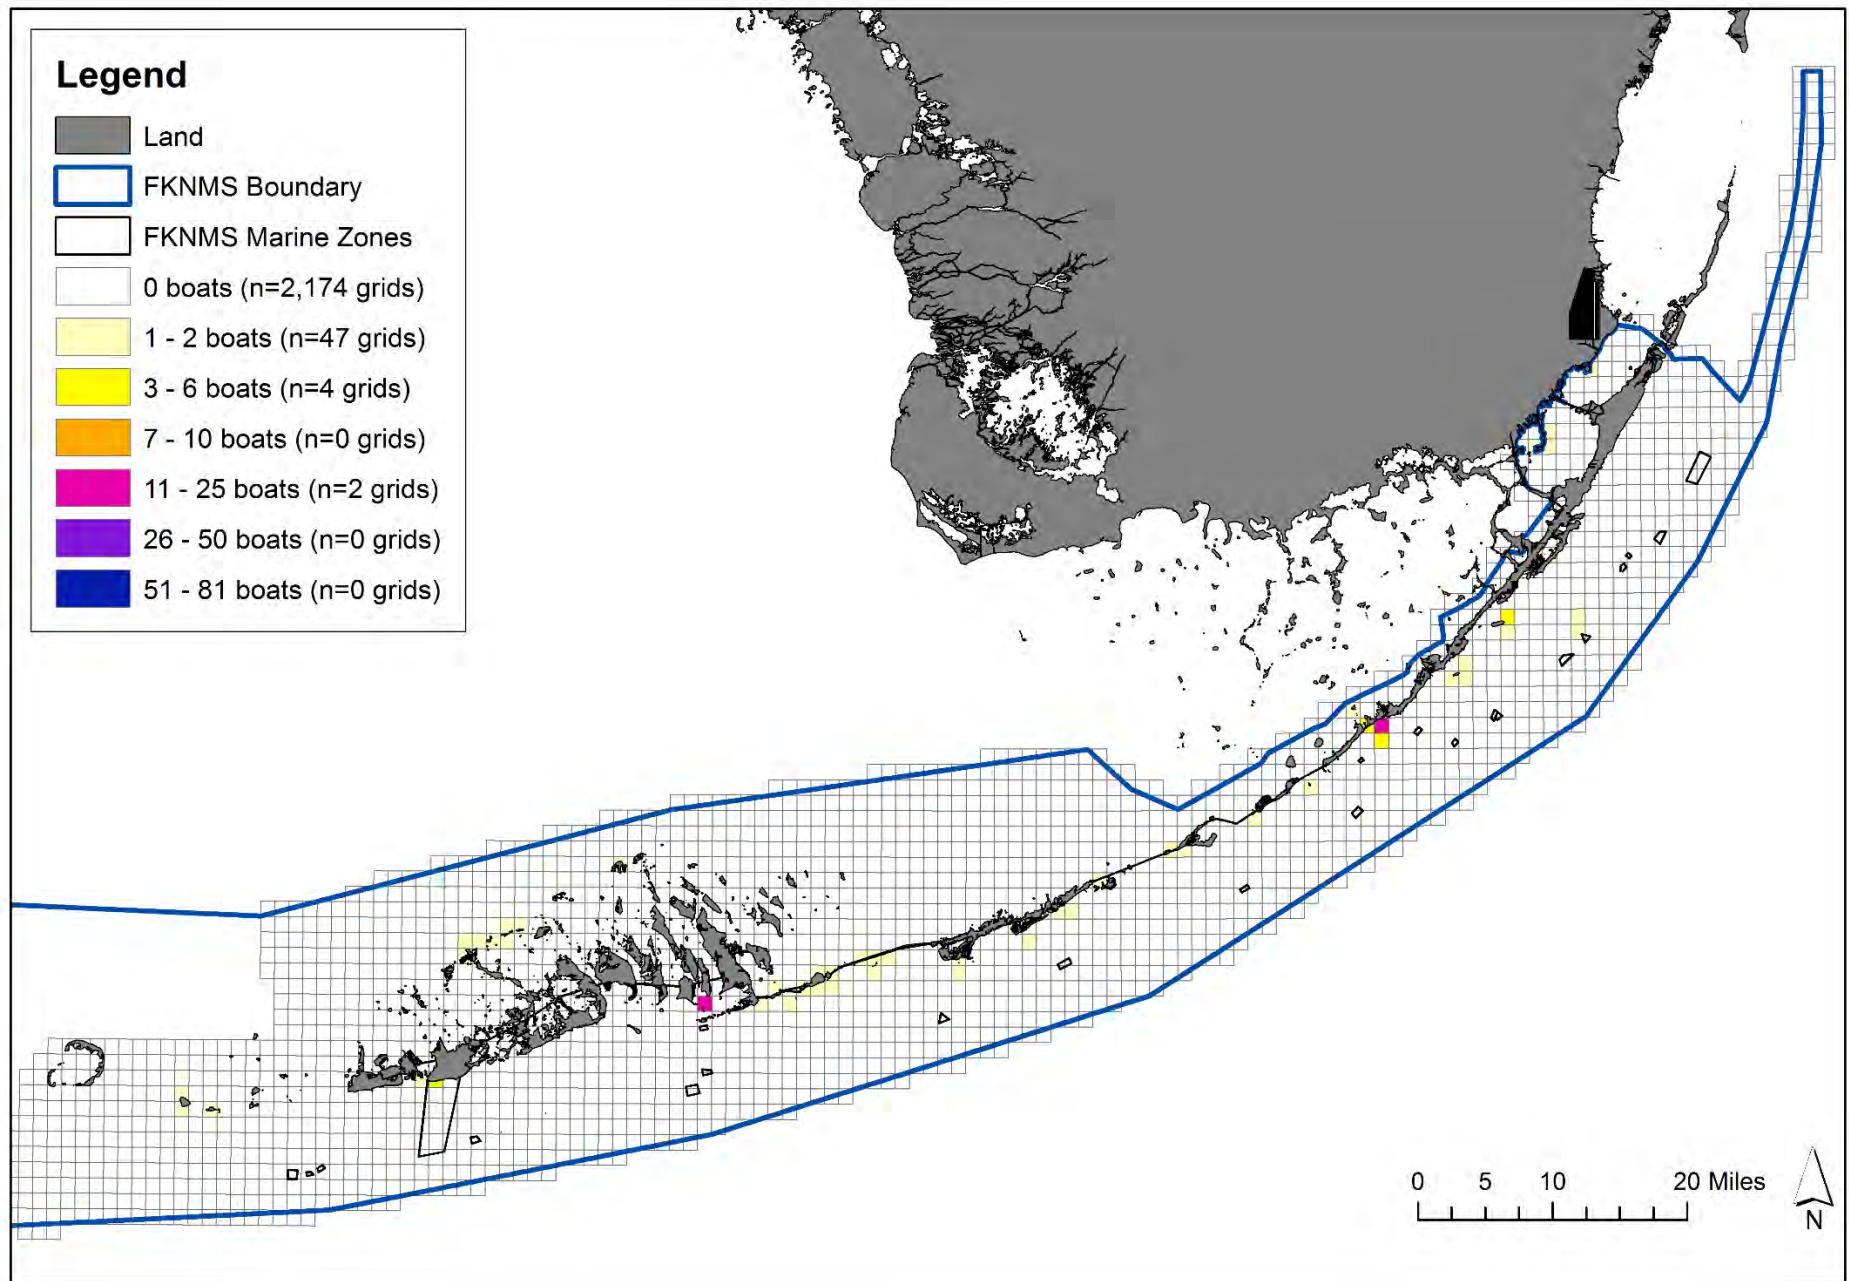 Legend
Land
FKNMS Boundary
FKNMS Marine Zones
0 boats (n=2,174 grids)
1 - 2 boats (n=47 grids)
3 - 6 boats (n=4 grids)
7 - 10 boats (n=0 grids)
11 - 25 boats (n=2 grids)
26 - 50 boats (n=0 grids)
51 - 81 boats (n=0 grids)
0 5 10 20 Miles
N